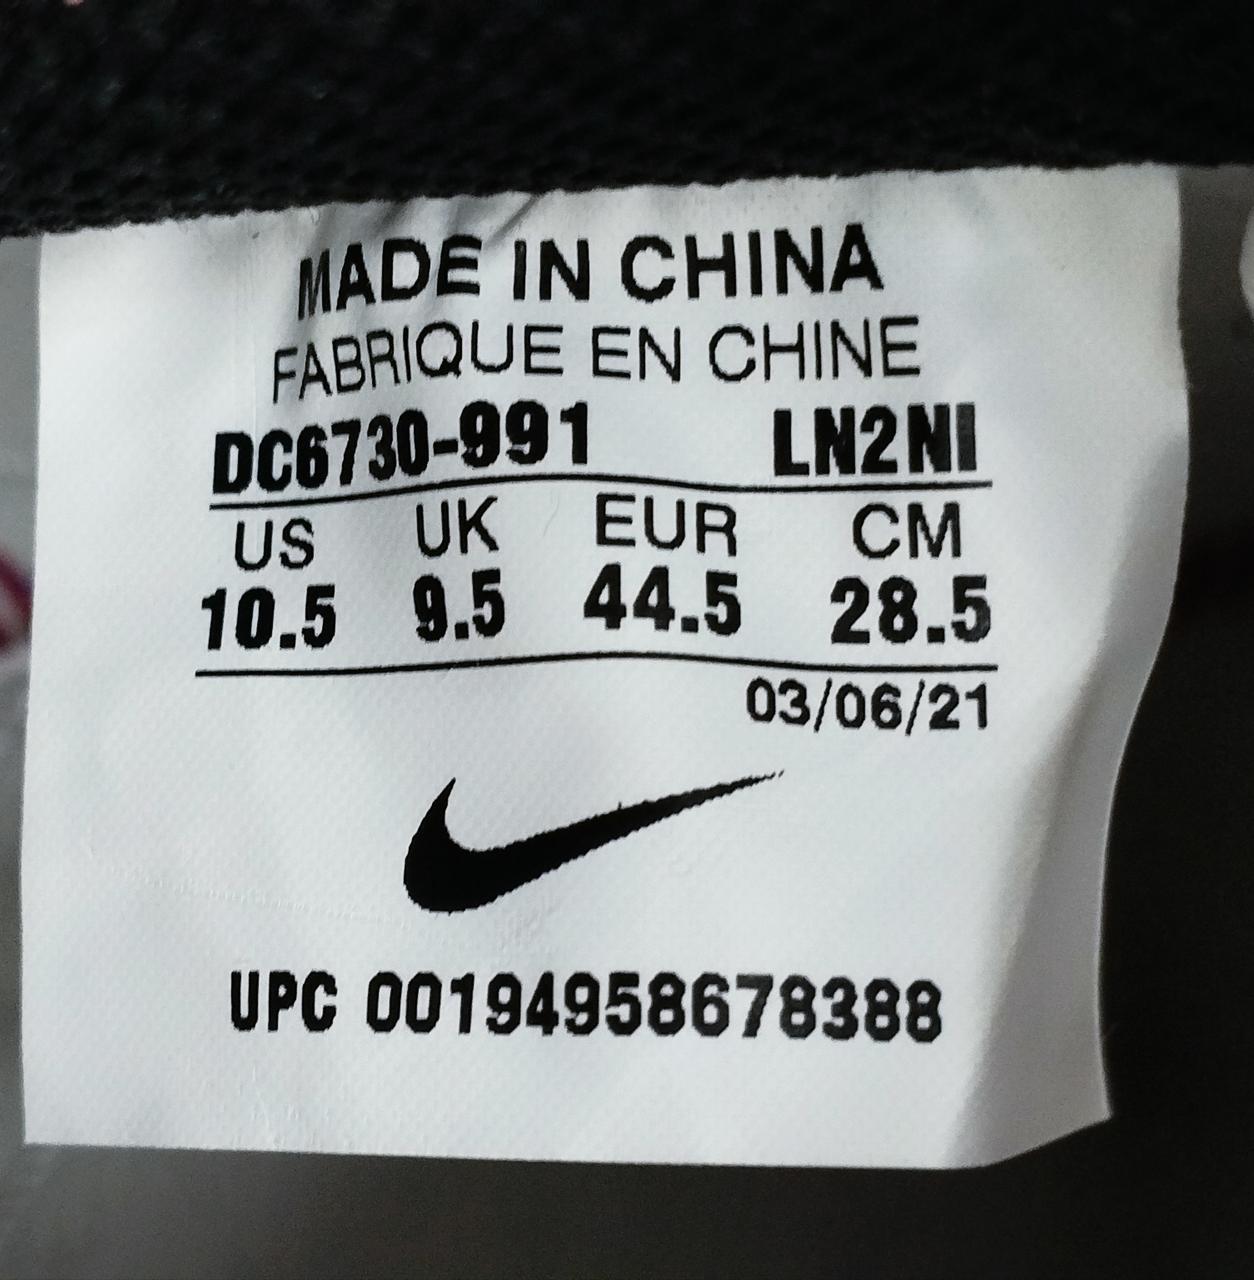 MADE IN CHINA
FABRIQUE EN CHINE
DC6730-991 LN2NI
US UK EUR CM
10.5 9.5 44.5 28.5
03/06/21
UPC 00194958678388